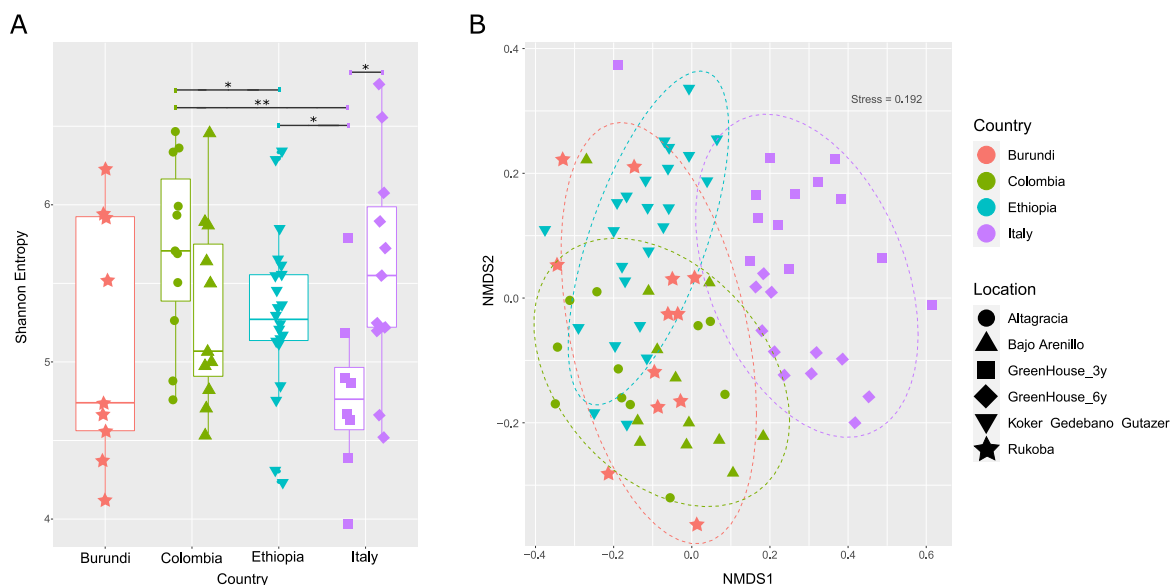 A
Shannon Entropy
6
5
4
*
**
*
*
Burundi
Colombia
Ethiopia
Italy
Country
B
NMDS2
0.4
0.2
0.0
−0.2
Stress = 0.192
−0.4
−0.2
0.0
0.2
0.4
0.6
NMDS1
Country
Burundi
Colombia
Ethiopia
Italy
Location
Altagracia
Bajo Arenillo
GreenHouse_3y
GreenHouse_6y
Koker Gedebano Gutazer
Rukoba